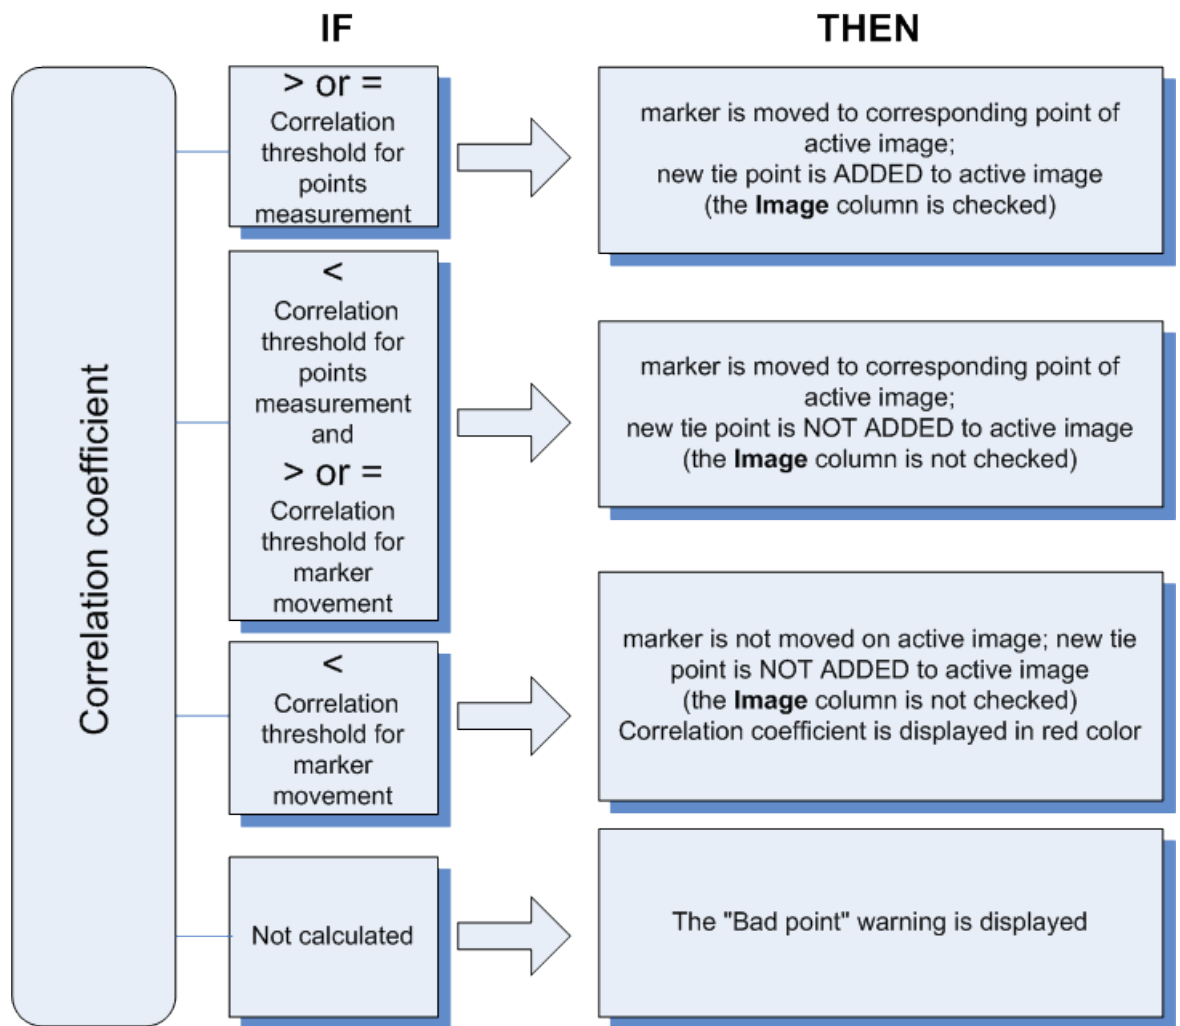 IF
THEN
Correlation coefficient
> or =
Correlation
threshold for
points
measurement
marker is moved to corresponding point of
active image;
new tie point is ADDED to active image
(the Image column is checked)
<
Correlation
threshold for
points
measurement
and
> or =
Correlation
threshold for
marker
movement
marker is moved to corresponding point of
active image;
new tie point is NOT ADDED to active image
(the Image column is not checked)
<
Correlation
threshold for
marker
movement
marker is not moved on active image; new tie
point is NOT ADDED to active image
(the Image column is not checked)
Correlation coefficient is displayed in red color
Not calculated
The "Bad point" warning is displayed